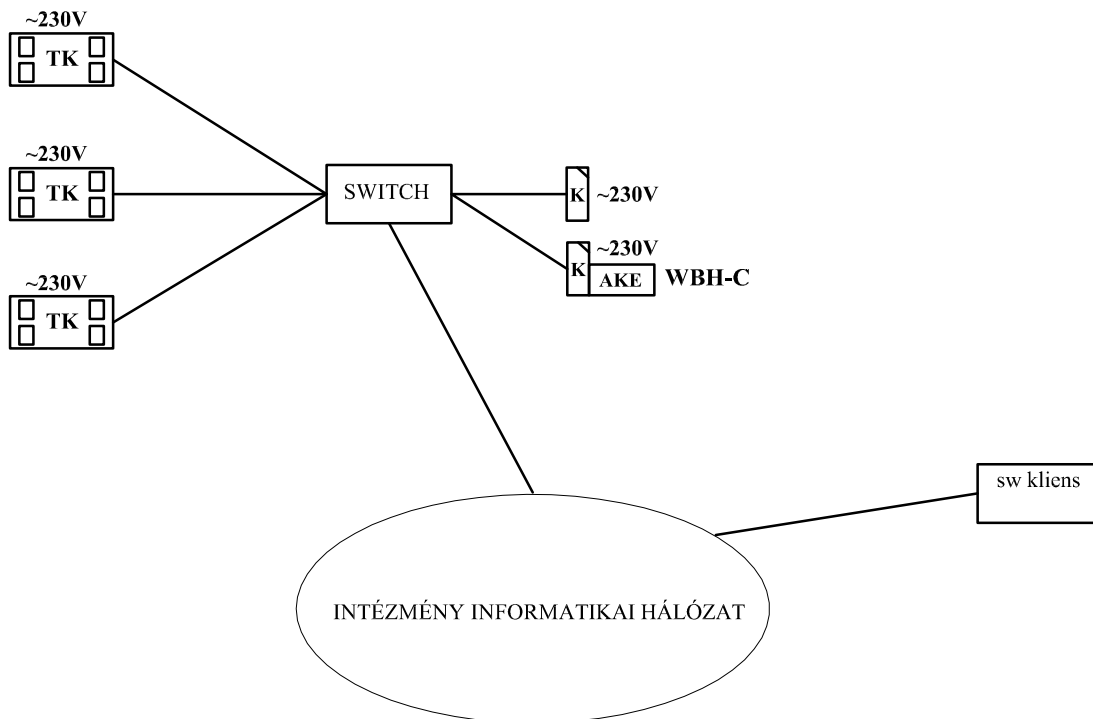 ~230V
TK
~230V
TK
~230V
TK
SWITCH
K ~230V
~230V
K AKE WBH-C
sw kliens
INTÉZMÉNY INFORMATIKAI HÁLÓZAT